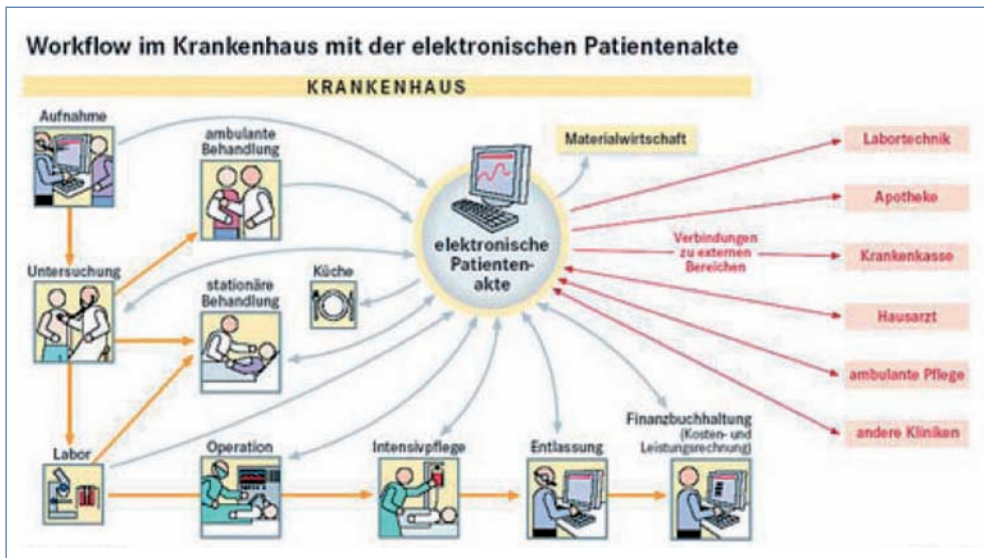 Workflow im Krankenhaus mit der elektronischen Patientenakte
KRANKENHAUS
Aufnahme
ambulante
Behandlung
Materialwirtschaft
Labortechnik
Apotheke
elektronische
Patienten-
akte
Verbindungen
zu externen
Bereichen
Krankenkasse
Untersuchung
Küche
stationäre
Behandlung
Hausarzt
ambulante Pflege
Finanzbuchhaltung
(Kosten- und
Leistungsrechnung)
andere Kliniken
Labor
Operation
Intensivpflege
Entlassung